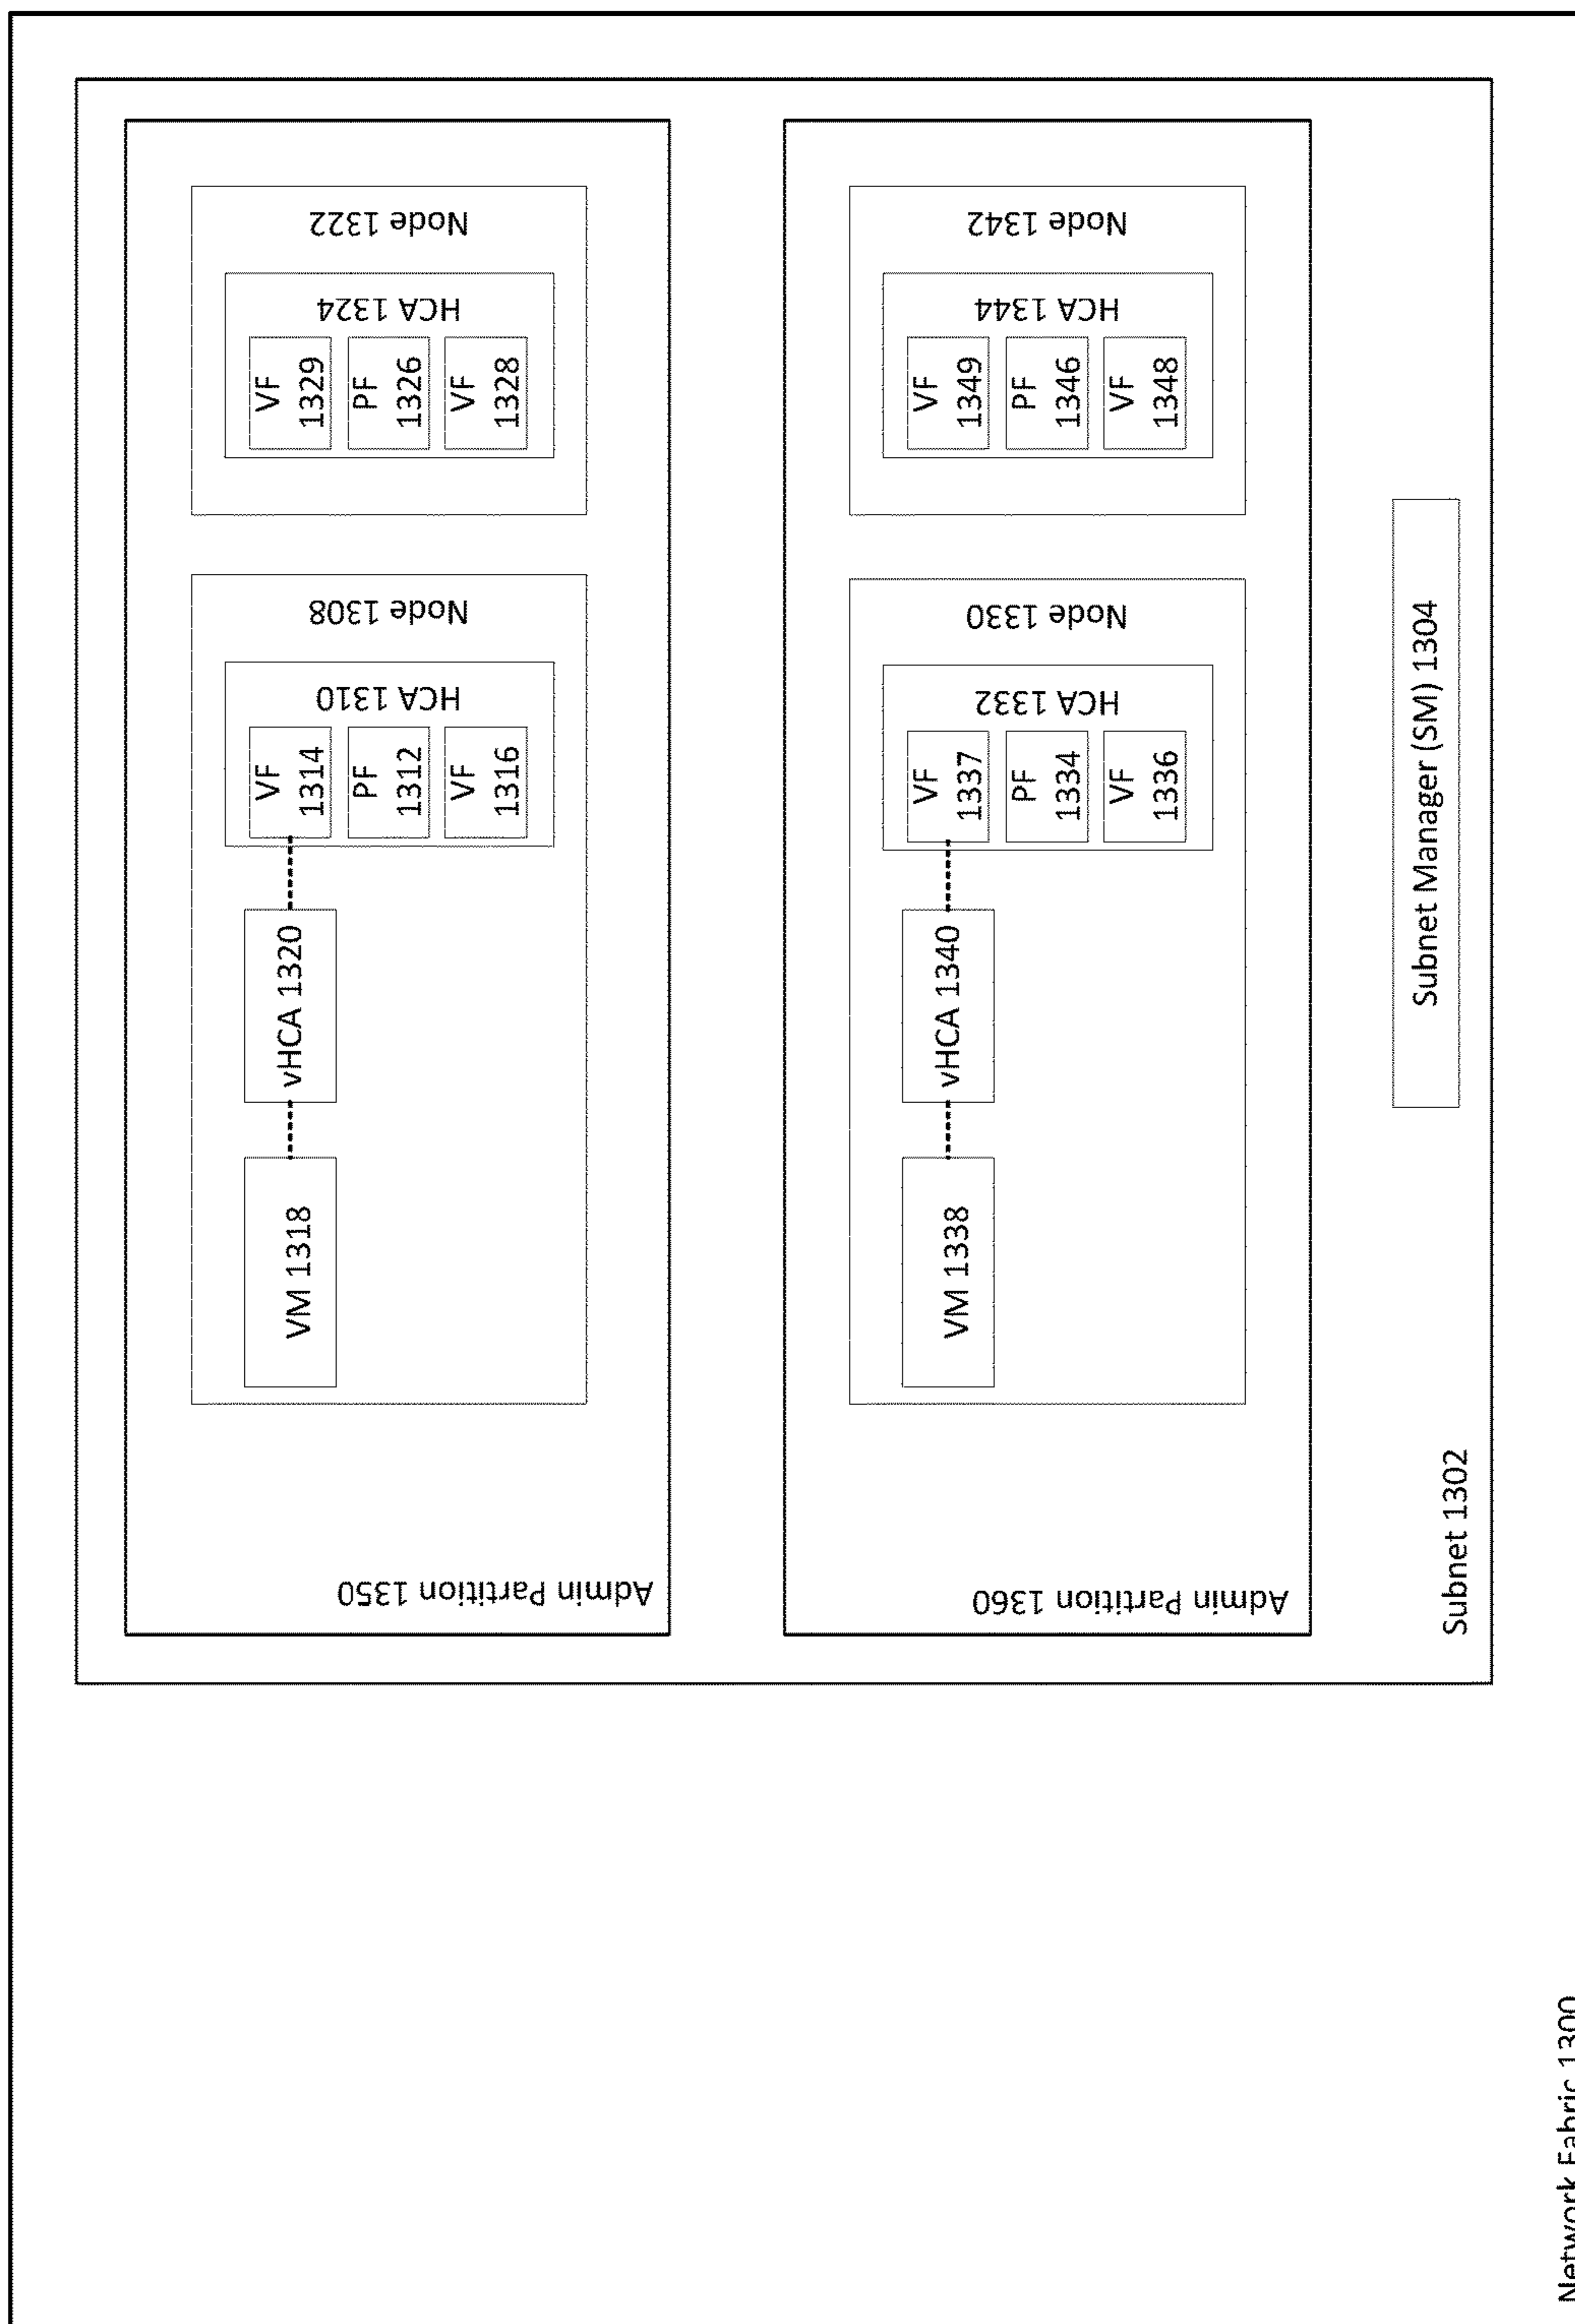 Admin Partition 1350
VM 1318
vHCA 1320
VF
1314
PF
1312
VF
1316
HCA 1310
Node 1308
VF
1329
PF
1326
VF
1328
HCA 1324
Node 1322
Admin Partition 1360
VM 1338
vHCA 1340
VF
1337
PF
1334
VF
1336
HCA 1332
Node 1330
VF
1349
PF
1346
VF
1348
HCA 1344
Node 1342
Subnet Manager (SM) 1304
Subnet 1302
Network Fabric 1300